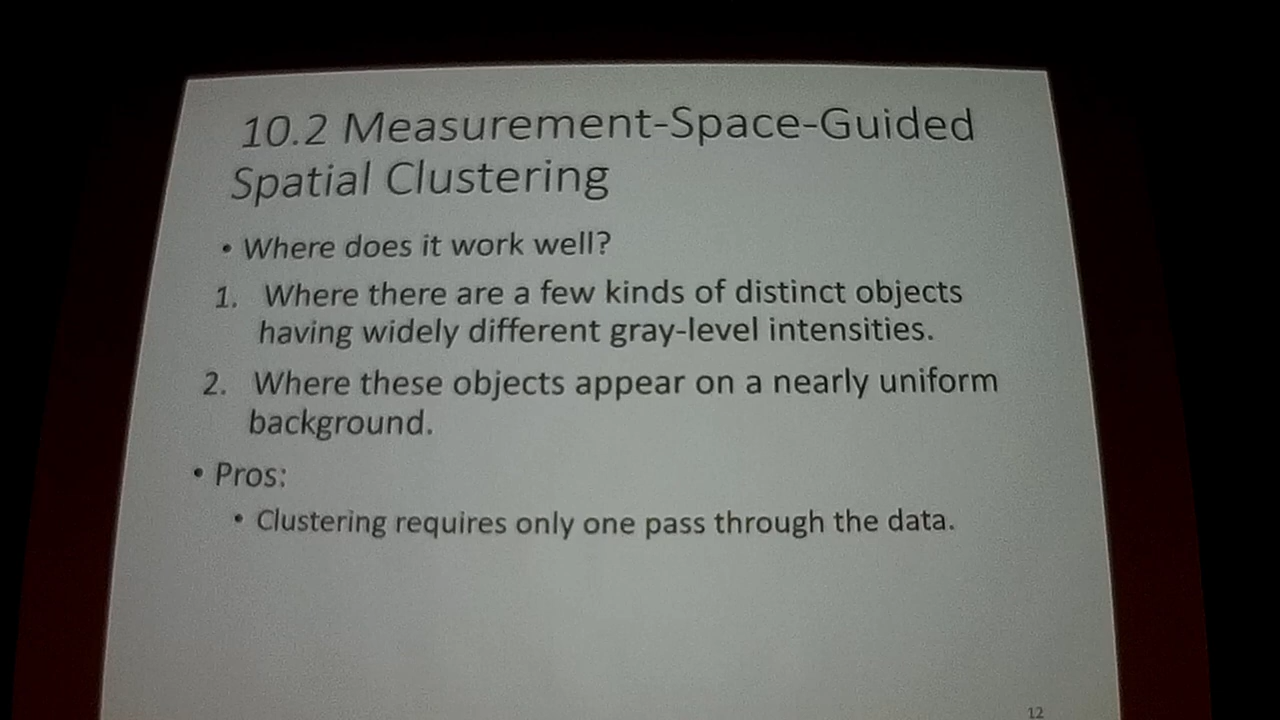 10.2 Measurement-Space-Guided
Spatial Clustering
• Where does it work well?
1. Where there are a few kinds of distinct objects
having widely different gray-level intensities.
2. Where these objects appear on a nearly uniform
background.
• Pros:
• Clustering requires only one pass through the data.
12